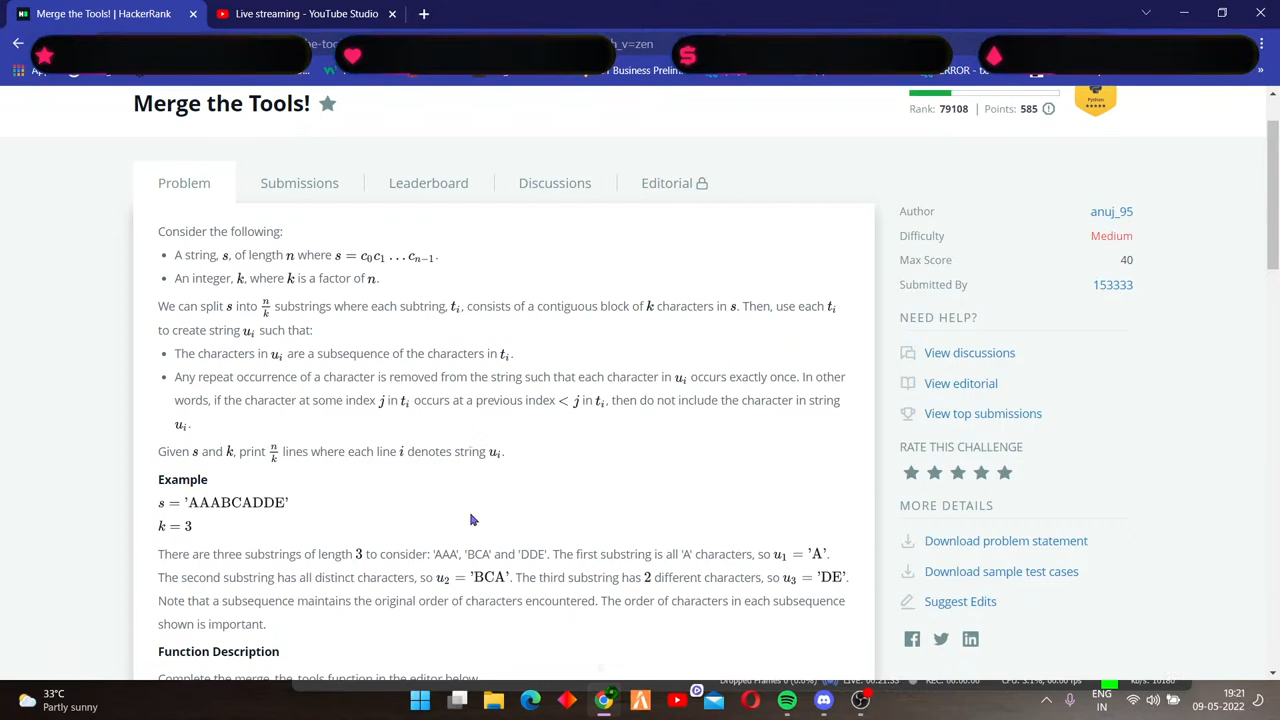 Merge the Tools! | HackerRank
Live streaming - YouTube Studio
h_v=zen
Business Prelim
ERROR
Merge the Tools!
Rank: 79108 | Points: 585
Python
Problem
Submissions
Leaderboard
Discussions
Editorial
Consider the following:
• A string, s, of length n where s = c₀c₁ . . . cₙ₋₁.
• An integer, k, where k is a factor of n.
We can split s into n/k substrings where each subtring, tᵢ, consists of a contiguous block of k characters in s. Then, use each tᵢ
to create string uᵢ such that:
• The characters in uᵢ are a subsequence of the characters in tᵢ.
• Any repeat occurrence of a character is removed from the string such that each character in uᵢ occurs exactly once. In other
words, if the character at some index j in tᵢ occurs at a previous index < j in tᵢ, then do not include the character in string
uᵢ.
Given s and k, print n/k lines where each line i denotes string uᵢ.
Example
s = 'AAABCADDE'
k = 3
There are three substrings of length 3 to consider: 'AAA', 'BCA' and 'DDE'. The first substring is all 'A' characters, so u₁ = 'A'.
The second substring has all distinct characters, so u₂ = 'BCA'. The third substring has 2 different characters, so u₃ = 'DE'.
Note that a subsequence maintains the original order of characters encountered. The order of characters in each subsequence
shown is important.
Function Description
Complete the merge_the_tools function in the editor below.
Author anuj_95
Difficulty Medium
Max Score 40
Submitted By 153333
NEED HELP?
View discussions
View editorial
View top submissions
RATE THIS CHALLENGE
MORE DETAILS
Download problem statement
Download sample test cases
Suggest Edits
33°C
Partly sunny
ENG
IN
19:21
09-05-2022